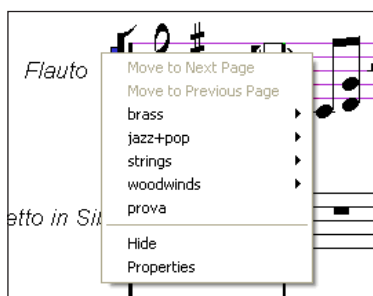 Flauto
Move to Next Page
Move to Previous Page
brass
jazz+pop
strings
woodwinds
prova
etto in Si
Hide
Properties